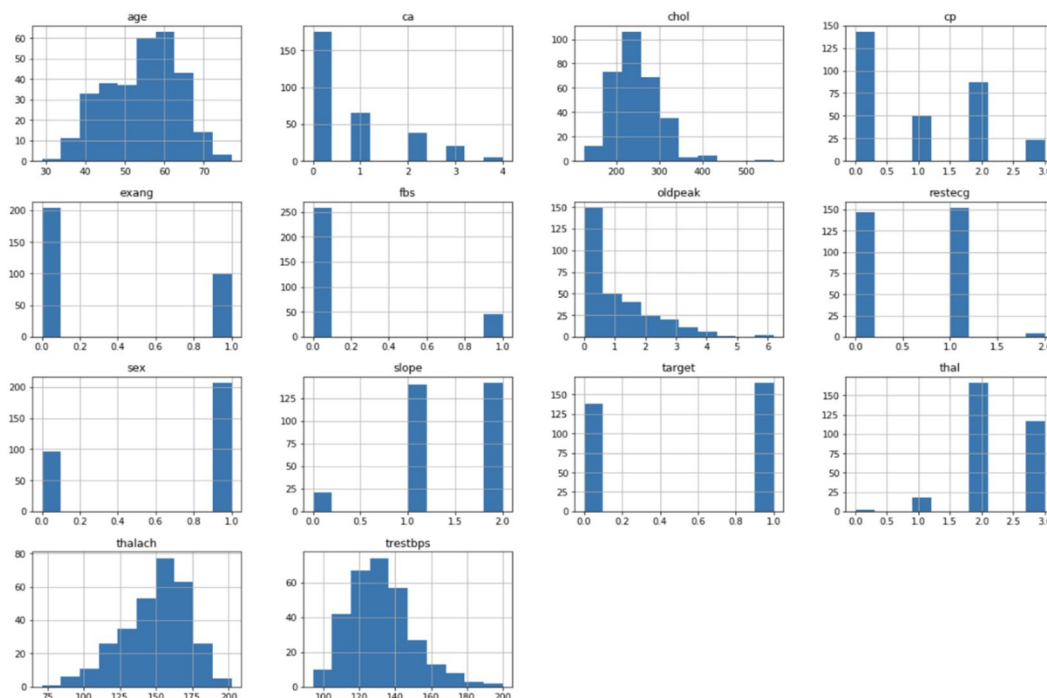 age ca chol cp
60 150 100 150
50 125
40 80 100
30 100 60 75
20 50 40 50
10 20 25
0 0 0 0
30 40 50 60 70 0 1 2 3 4 200 300 400 500 0.0 0.5 1.0 1.5 2.0 2.5 3.0
exang fbs oldpeak restecg
200 250 150 150
150 200 125 125
100 150 100 100
100 75 75
50 50 50 50
25 25
0 0 0 0
0.0 0.2 0.4 0.6 0.8 1.0 0.0 0.2 0.4 0.6 0.8 1.0 0 1 2 3 4 5 6 0.0 0.5 1.0 1.5 2.0
sex slope target thal
200 125 150 150
150 100 125 125
100 75 100 100
50 75 75
50 25 50 50
25 25
0 0 0 0
0.0 0.2 0.4 0.6 0.8 1.0 0.0 0.5 1.0 1.5 2.0 0.0 0.2 0.4 0.6 0.8 1.0 0.0 0.5 1.0 1.5 2.0 2.5 3.0
thalach trestbps
80
60 60
40 40
20 20
0 0
75 100 125 150 175 200 100 120 140 160 180 200